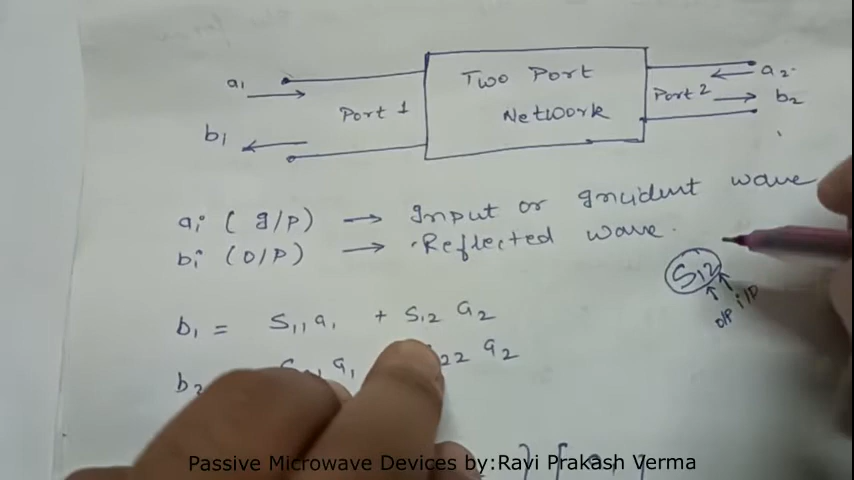 a1 Two Port a2
Port 1 Port 2
b1 Network b2
ai ( I/P) → Input or Incident wave
bi (O/P) → Reflected wave.
S12
O/P i/p
b1 = S11 a1 + S12 a2
b2 a1 22 a2
Passive Microwave Devices by:Ravi Prakash Verma